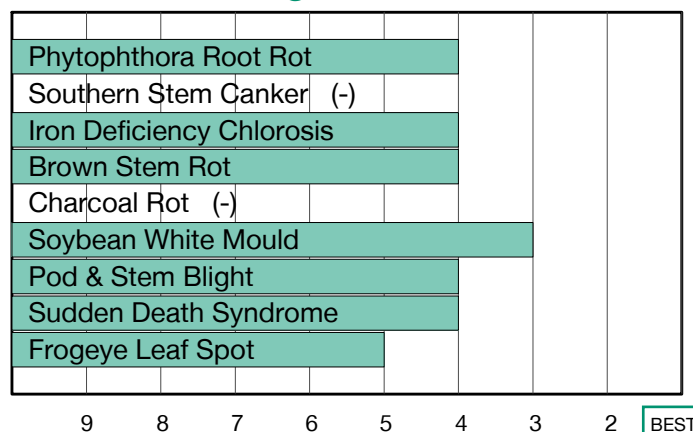 Phytophthora Root Rot
Southern Stem Canker (-)
Iron Deficiency Chlorosis
Brown Stem Rot
Charcoal Rot (-)
Soybean White Mould
Pod & Stem Blight
Sudden Death Syndrome
Frogeye Leaf Spot
9 8 7 6 5 4 3 2 BEST